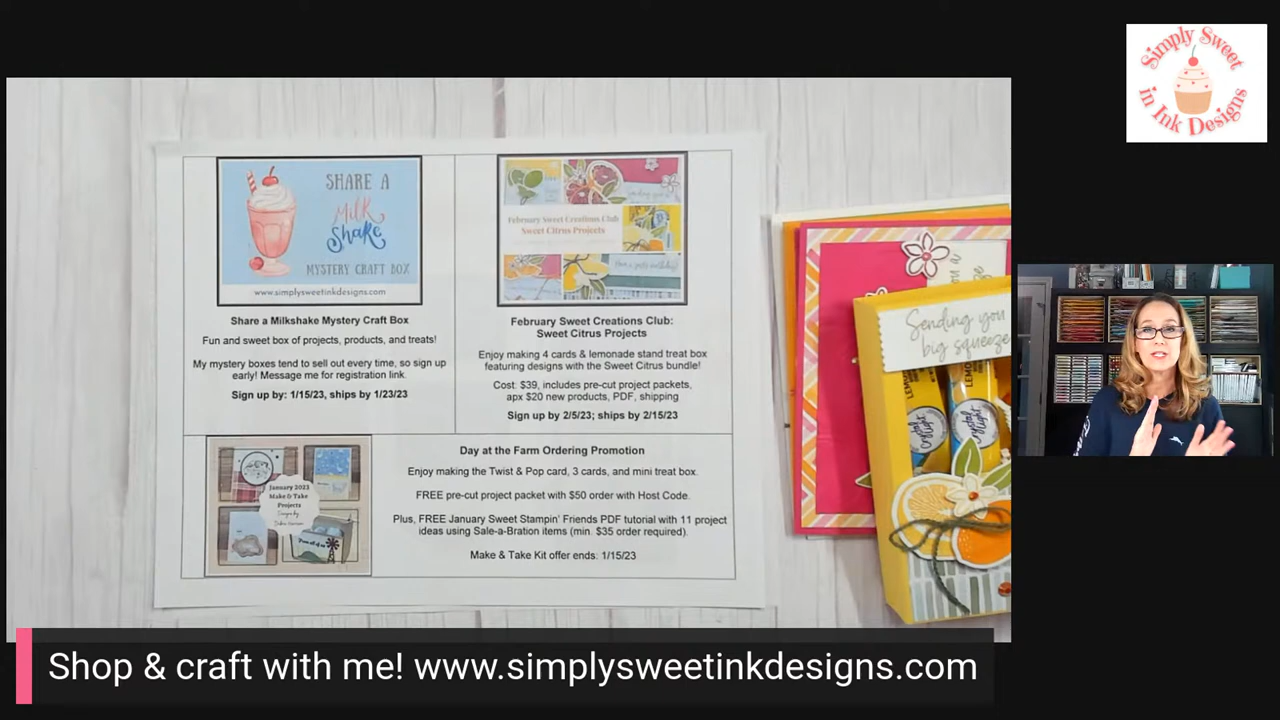 Simply Sweet
in Ink Designs
SHARE A
Milk
Shake
MYSTERY CRAFT BOX
www.simplysweetinkdesigns.com
Share a Milkshake Mystery Craft Box
Fun and sweet box of projects, products, and treats!
My mystery boxes tend to sell out every time, so sign up
early! Message me for registration link.
Sign up by: 1/15/23, ships by 1/23/23
February Sweet Creations Club
Sweet Citrus Projects
February Sweet Creations Club:
Sweet Citrus Projects
Enjoy making 4 cards & lemonade stand treat box
featuring designs with the Sweet Citrus bundle!
Cost: $39, includes pre-cut project packets,
apx $20 new products, PDF, shipping
Sign up by 2/5/23; ships by 2/15/23
January 2023
Make & Take
Projects
Day at the Farm Ordering Promotion
Enjoy making the Twist & Pop card, 3 cards, and mini treat box.
FREE pre-cut project packet with $50 order with Host Code.
Plus, FREE January Sweet Stampin' Friends PDF tutorial with 11 project
ideas using Sale-a-Bration items (min. $35 order required).
Make & Take Kit offer ends: 1/15/23
Sending you
big squeeze
Shop & craft with me! www.simplysweetinkdesigns.com